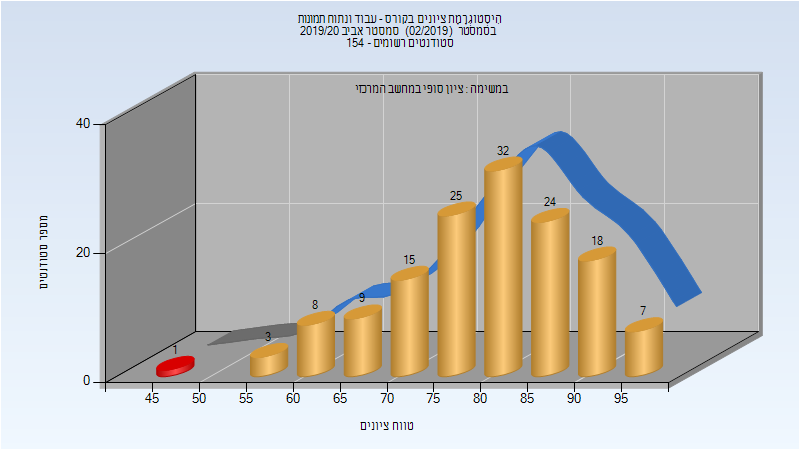 היסטוגרמת ציונים בקורס - עבוד ונתוח תמונות
בסמסטר (02/2019) סמסטר אביב 2019/20
סטודנטים רשומים - 154
במשימה : ציון סופי במחשב המרכזי
מספר סטודנטים
40
20
0
1
3
8
9
15
25
32
24
18
7
45 50 55 60 65 70 75 80 85 90 95
טווח ציונים